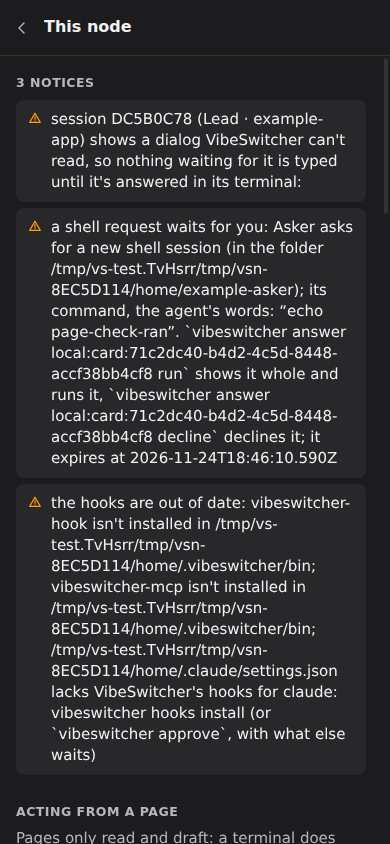 This node
3 NOTICES
session DC5B0C78 (Lead · example-
app) shows a dialog VibeSwitcher can't
read, so nothing waiting for it is typed
until it's answered in its terminal:
a shell request waits for you: Asker asks
for a new shell session (in the folder
/tmp/vs-test.TvHsrr/tmp/vsn-
8EC5D114/home/example-asker); its
command, the agent's words: “echo
page-check-ran”. `vibeswitcher answer
local:card:71c2dc40-b4d2-4c5d-8448-
accf38bb4cf8 run` shows it whole and
runs it, `vibeswitcher answer
local:card:71c2dc40-b4d2-4c5d-8448-
accf38bb4cf8 decline` declines it; it
expires at 2026-11-24T18:46:10.590Z
the hooks are out of date: vibeswitcher-
hook isn't installed in /tmp/vs-
test.TvHsrr/tmp/vsn-
8EC5D114/home/.vibeswitcher/bin;
vibeswitcher-mcp isn't installed in
/tmp/vs-test.TvHsrr/tmp/vsn-
8EC5D114/home/.vibeswitcher/bin;
/tmp/vs-test.TvHsrr/tmp/vsn-
8EC5D114/home/.claude/settings.json
lacks VibeSwitcher's hooks for claude:
vibeswitcher hooks install (or
`vibeswitcher approve`, with what else
waits)
ACTING FROM A PAGE
Pages only read and draft: a terminal does